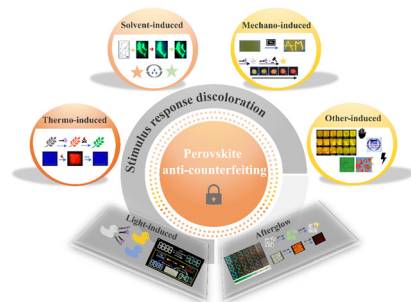 Solvent-induced
Mechano-induced
Stimulus response discoloration
Thermo-induced
Other-induced
Perovskite
anti-counterfeiting
Light-induced
Afterglow